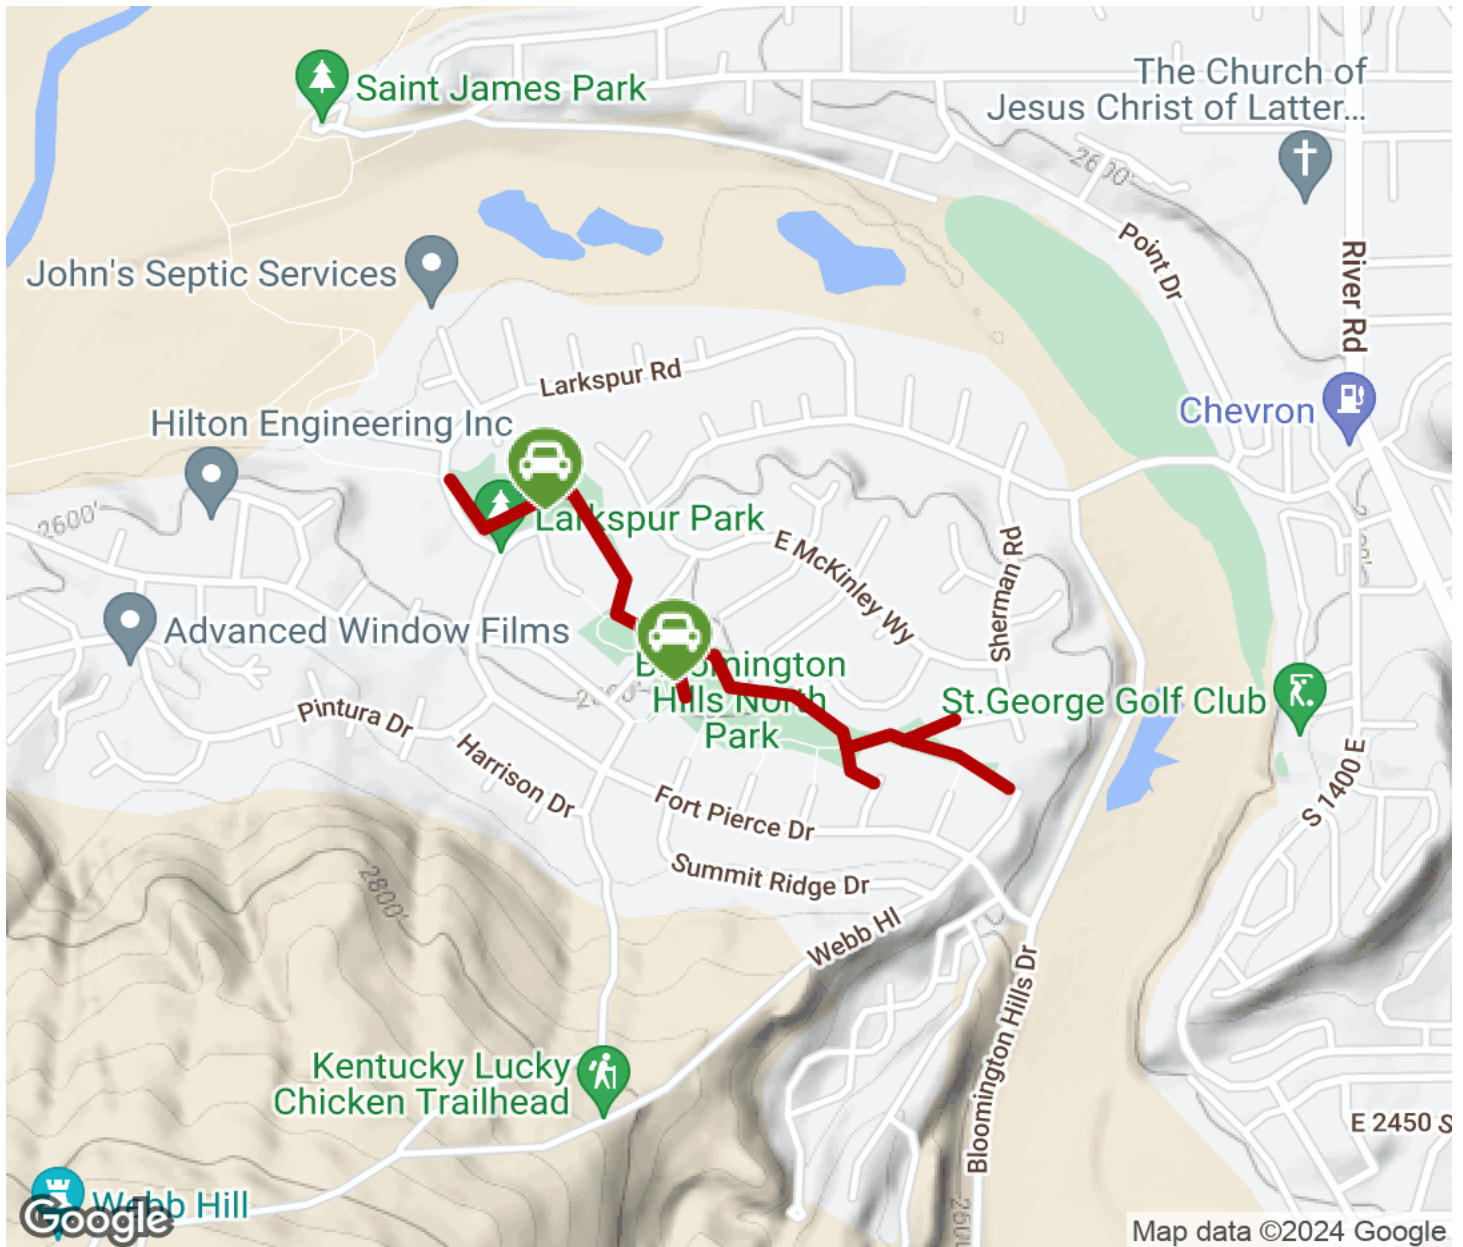 Saint James Park
The Church of
Jesus Christ of Latter...
2600'
Point Dr
River Rd
John's Septic Services
Larkspur Rd
Chevron
Hilton Engineering Inc
2600'
Larkspur Park
E McKinley Wy
Sherman Rd
Advanced Window Films
Bloomington
Hills North
Park
St.George Golf Club
Pintura Dr
Harrison Dr
Fort Pierce Dr
S 1400 E
Summit Ridge Dr
2800'
Webb Hl
Bloomington Hills Dr
Kentucky Lucky
Chicken Trailhead
E 2450 S
Webb Hill
Google
Map data ©2024 Google